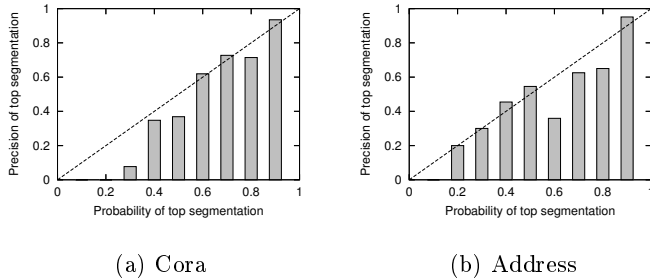 Precision of top segmentation
1
0.8
0.6
0.4
0.2
0
0 0.2 0.4 0.6 0.8 1
Probability of top segmentation
(a) Cora
Precision of top segmentation
1
0.8
0.6
0.4
0.2
0
0 0.2 0.4 0.6 0.8 1
Probability of top segmentation
(b) Address